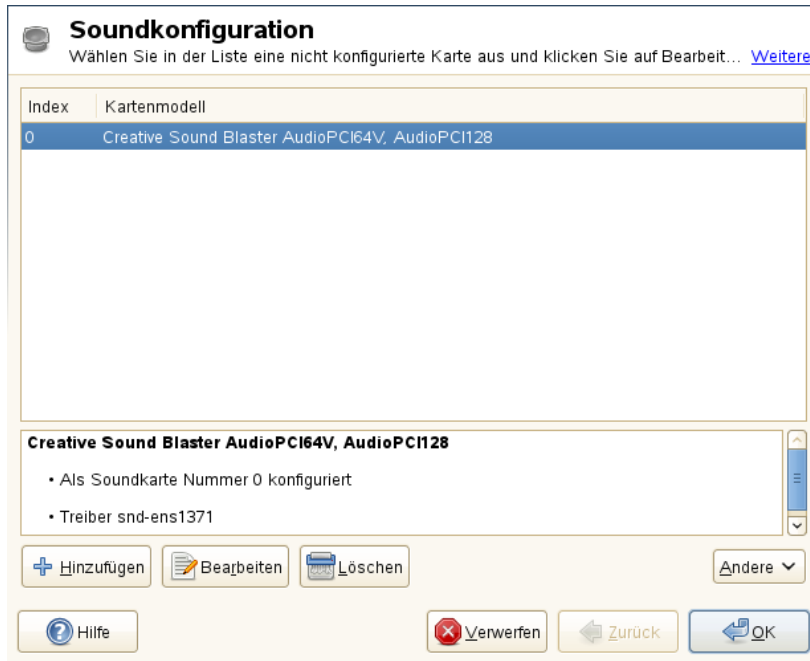 Soundkonfiguration
Wählen Sie in der Liste eine nicht konfigurierte Karte aus und klicken Sie auf Bearbeit... Weitere
Index Kartenmodell
0 Creative Sound Blaster AudioPCI64V, AudioPCI128
Creative Sound Blaster AudioPCI64V, AudioPCI128
• Als Soundkarte Nummer 0 konfiguriert
• Treiber snd-ens1371
Hinzufügen Bearbeiten Löschen Andere
Hilfe Verwerfen Zurück OK